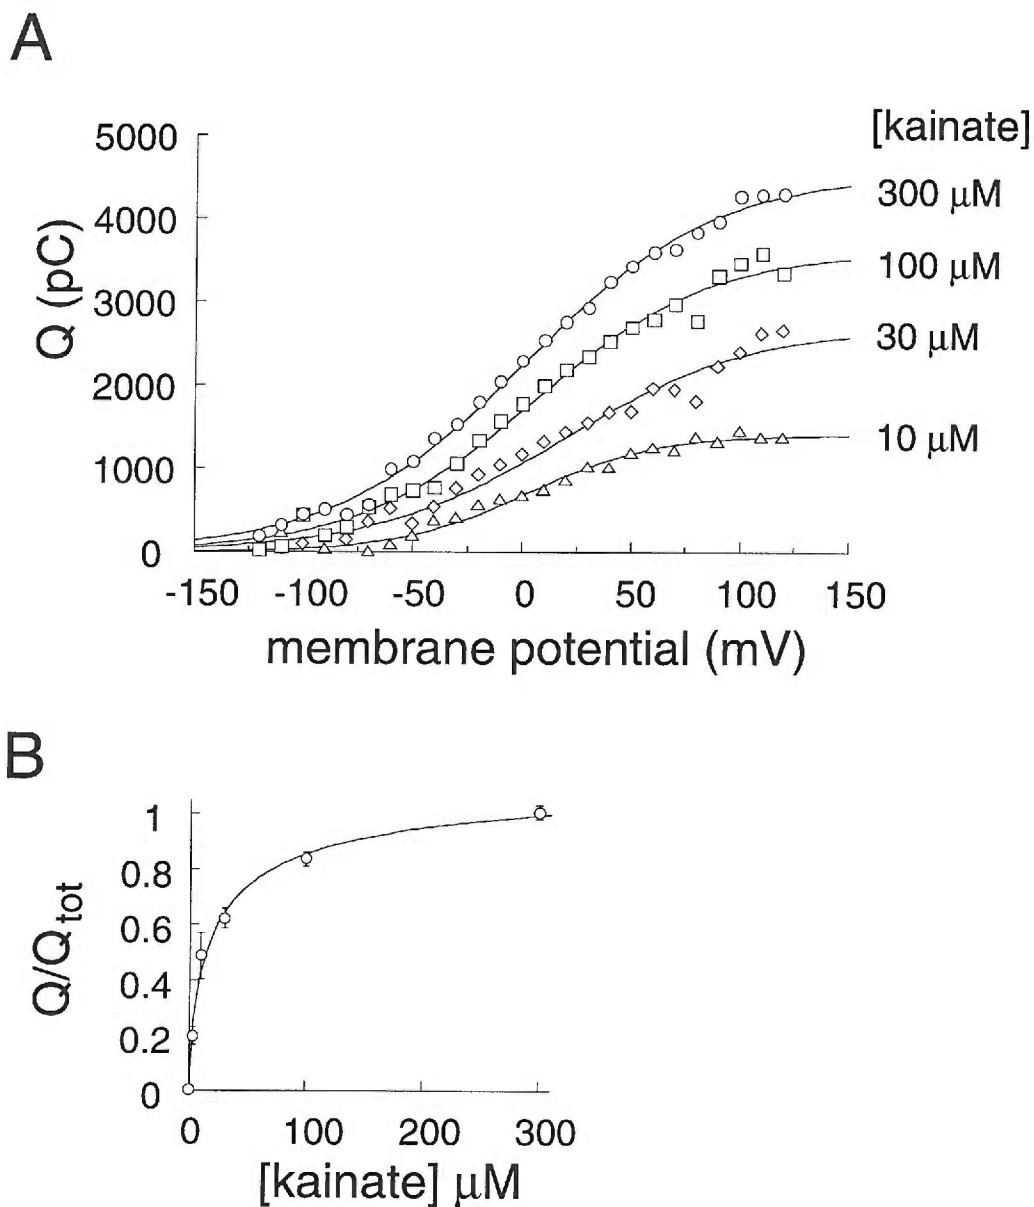 A
[kainate]
5000
4000
3000
2000
1000
0
Q (pC)
300 μM
100 μM
30 μM
10 μM
-150 -100 -50 0 50 100 150
membrane potential (mV)
B
1
0.8
0.6
0.4
0.2
0
Q/Qtot
0 100 200 300
[kainate] μM